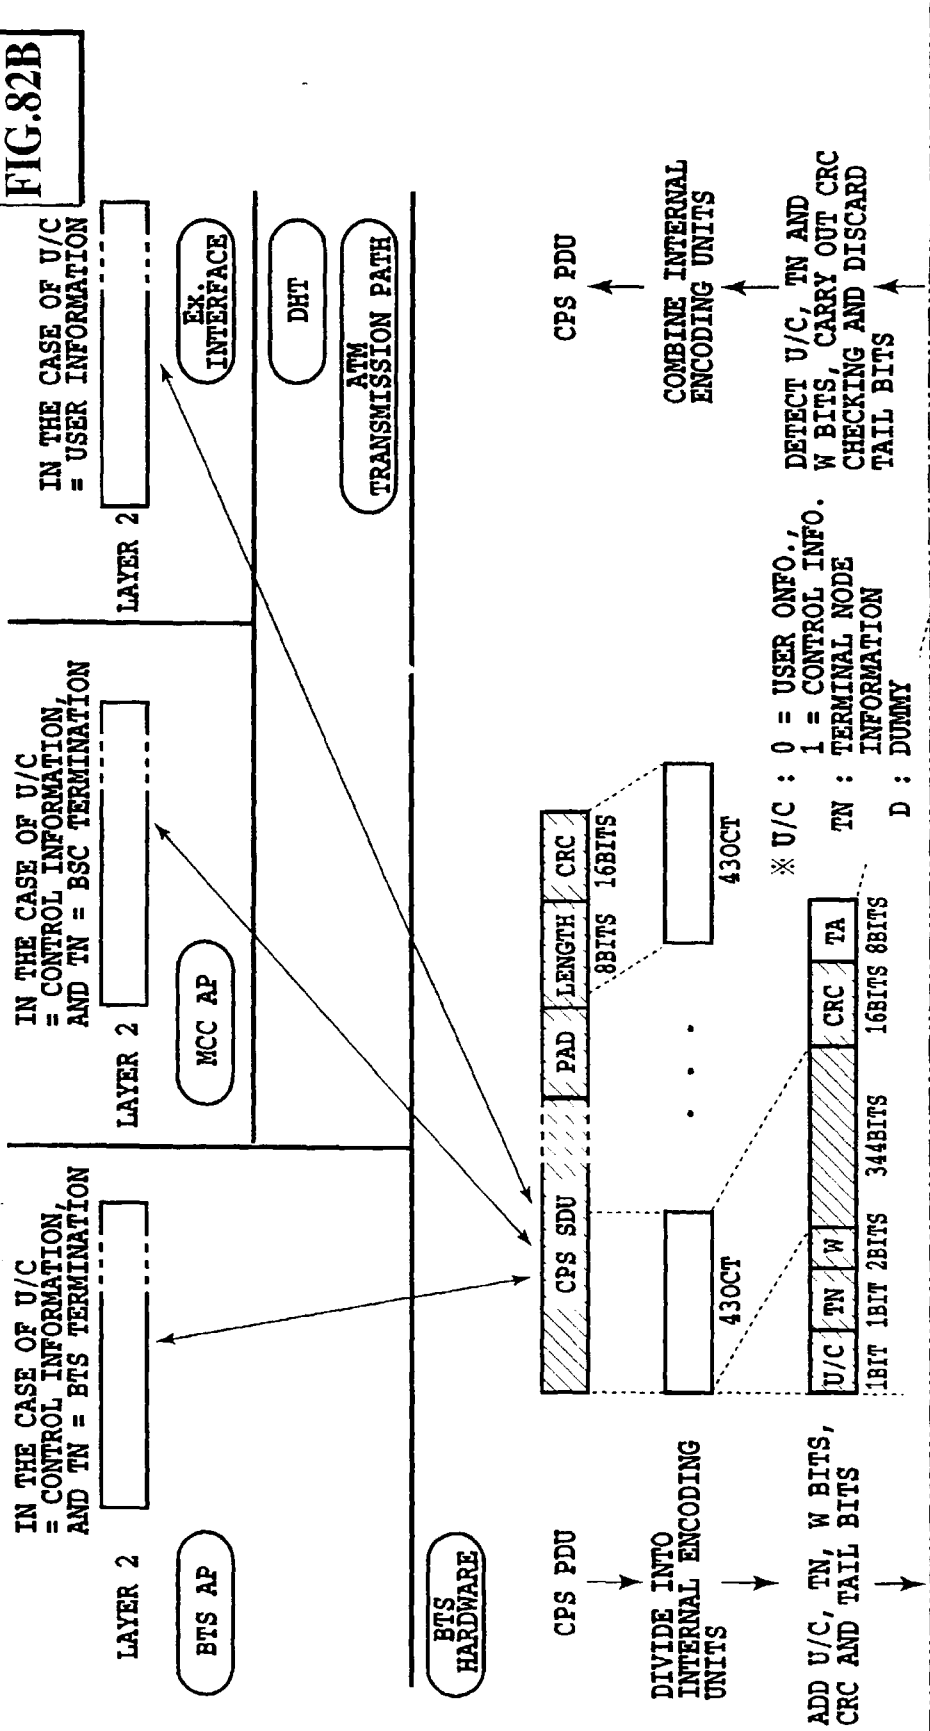 FIG.82B
IN THE CASE OF U/C
= CONTROL INFORMATION,
AND TN = BTS TERMINATION
LAYER 2
BTS AP
IN THE CASE OF U/C
= CONTROL INFORMATION,
AND TN = BSC TERMINATION
LAYER 2
MCC AP
IN THE CASE OF U/C
= USER INFORMATION
LAYER 2
EX.
INTERFACE
DHT
ATM
TRANSMISSION PATH
BTS
HARDWARE
CPS PDU
CPS SDU
PAD
LENGTH
CRC
8BITS
16BITS
CPS PDU
DIVIDE INTO
INTERNAL ENCODING
UNITS
43OCT
43OCT
COMBINE INTERNAL
ENCODING UNITS
ADD U/C, TN, W BITS,
CRC AND TAIL BITS
U/C
TN
W
CRC
TA
1BIT
1BIT
2BITS
344BITS
16BITS
8BITS
※ U/C : 0 = USER ONFO.,
1 = CONTROL INFO.
TN : TERMINAL NODE
INFORMATION
D : DUMMY
DETECT U/C, TN AND
W BITS, CARRY OUT CRC
CHECKING AND DISCARD
TAIL BITS